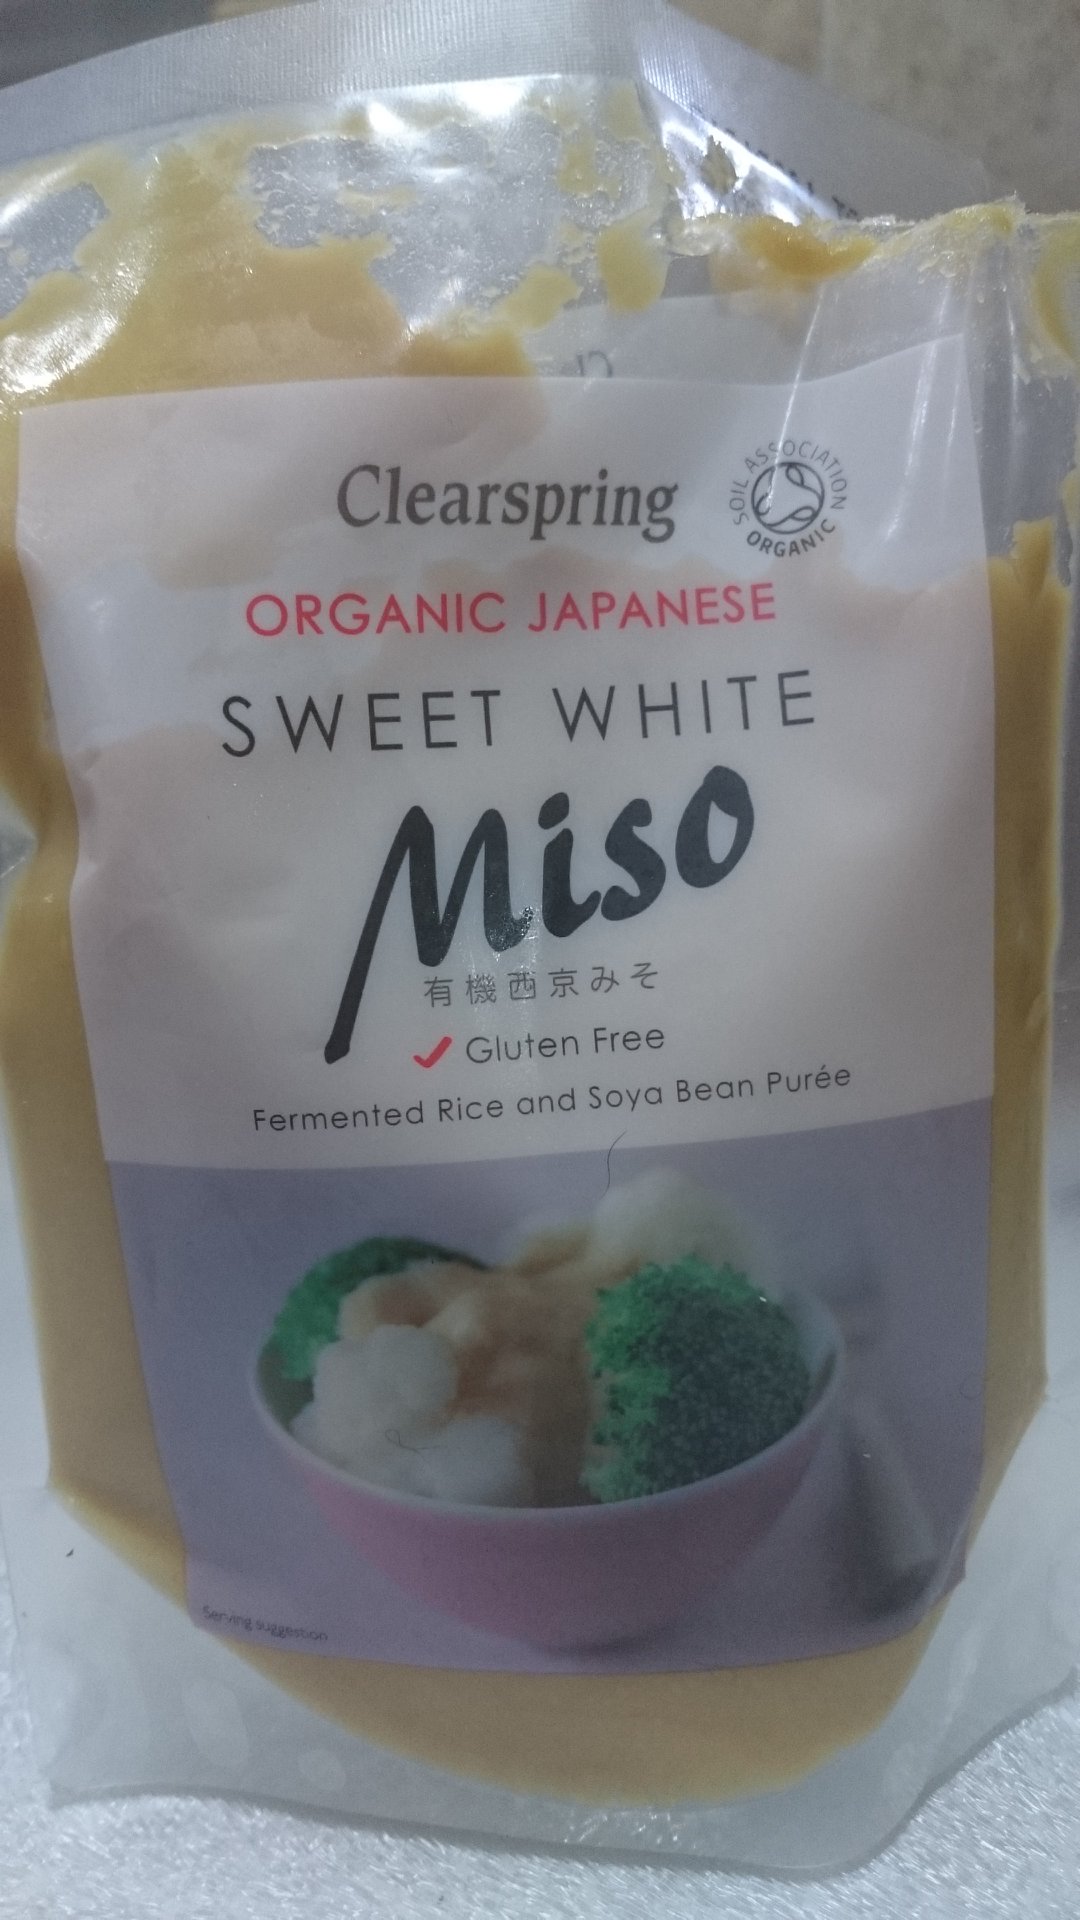 Clearspring
SOIL ASSOCIATION
ORGANIC
ORGANIC JAPANESE
SWEET WHITE
Miso
有機西京みそ
Gluten Free
Fermented Rice and Soya Bean Purée
Serving suggestion